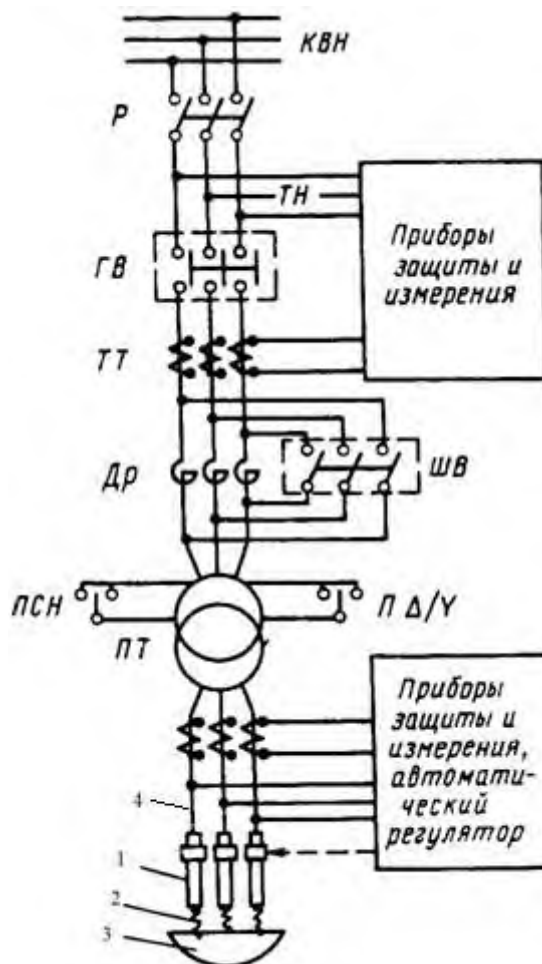 КВН
Р
ТН
Приборы
защиты и
измерения
ГВ
ТТ
Др
ШВ
ПСН
П Δ/Y
ПТ
Приборы
защиты и
измерения,
автомати-
ческий
регулятор
4
1
2
3